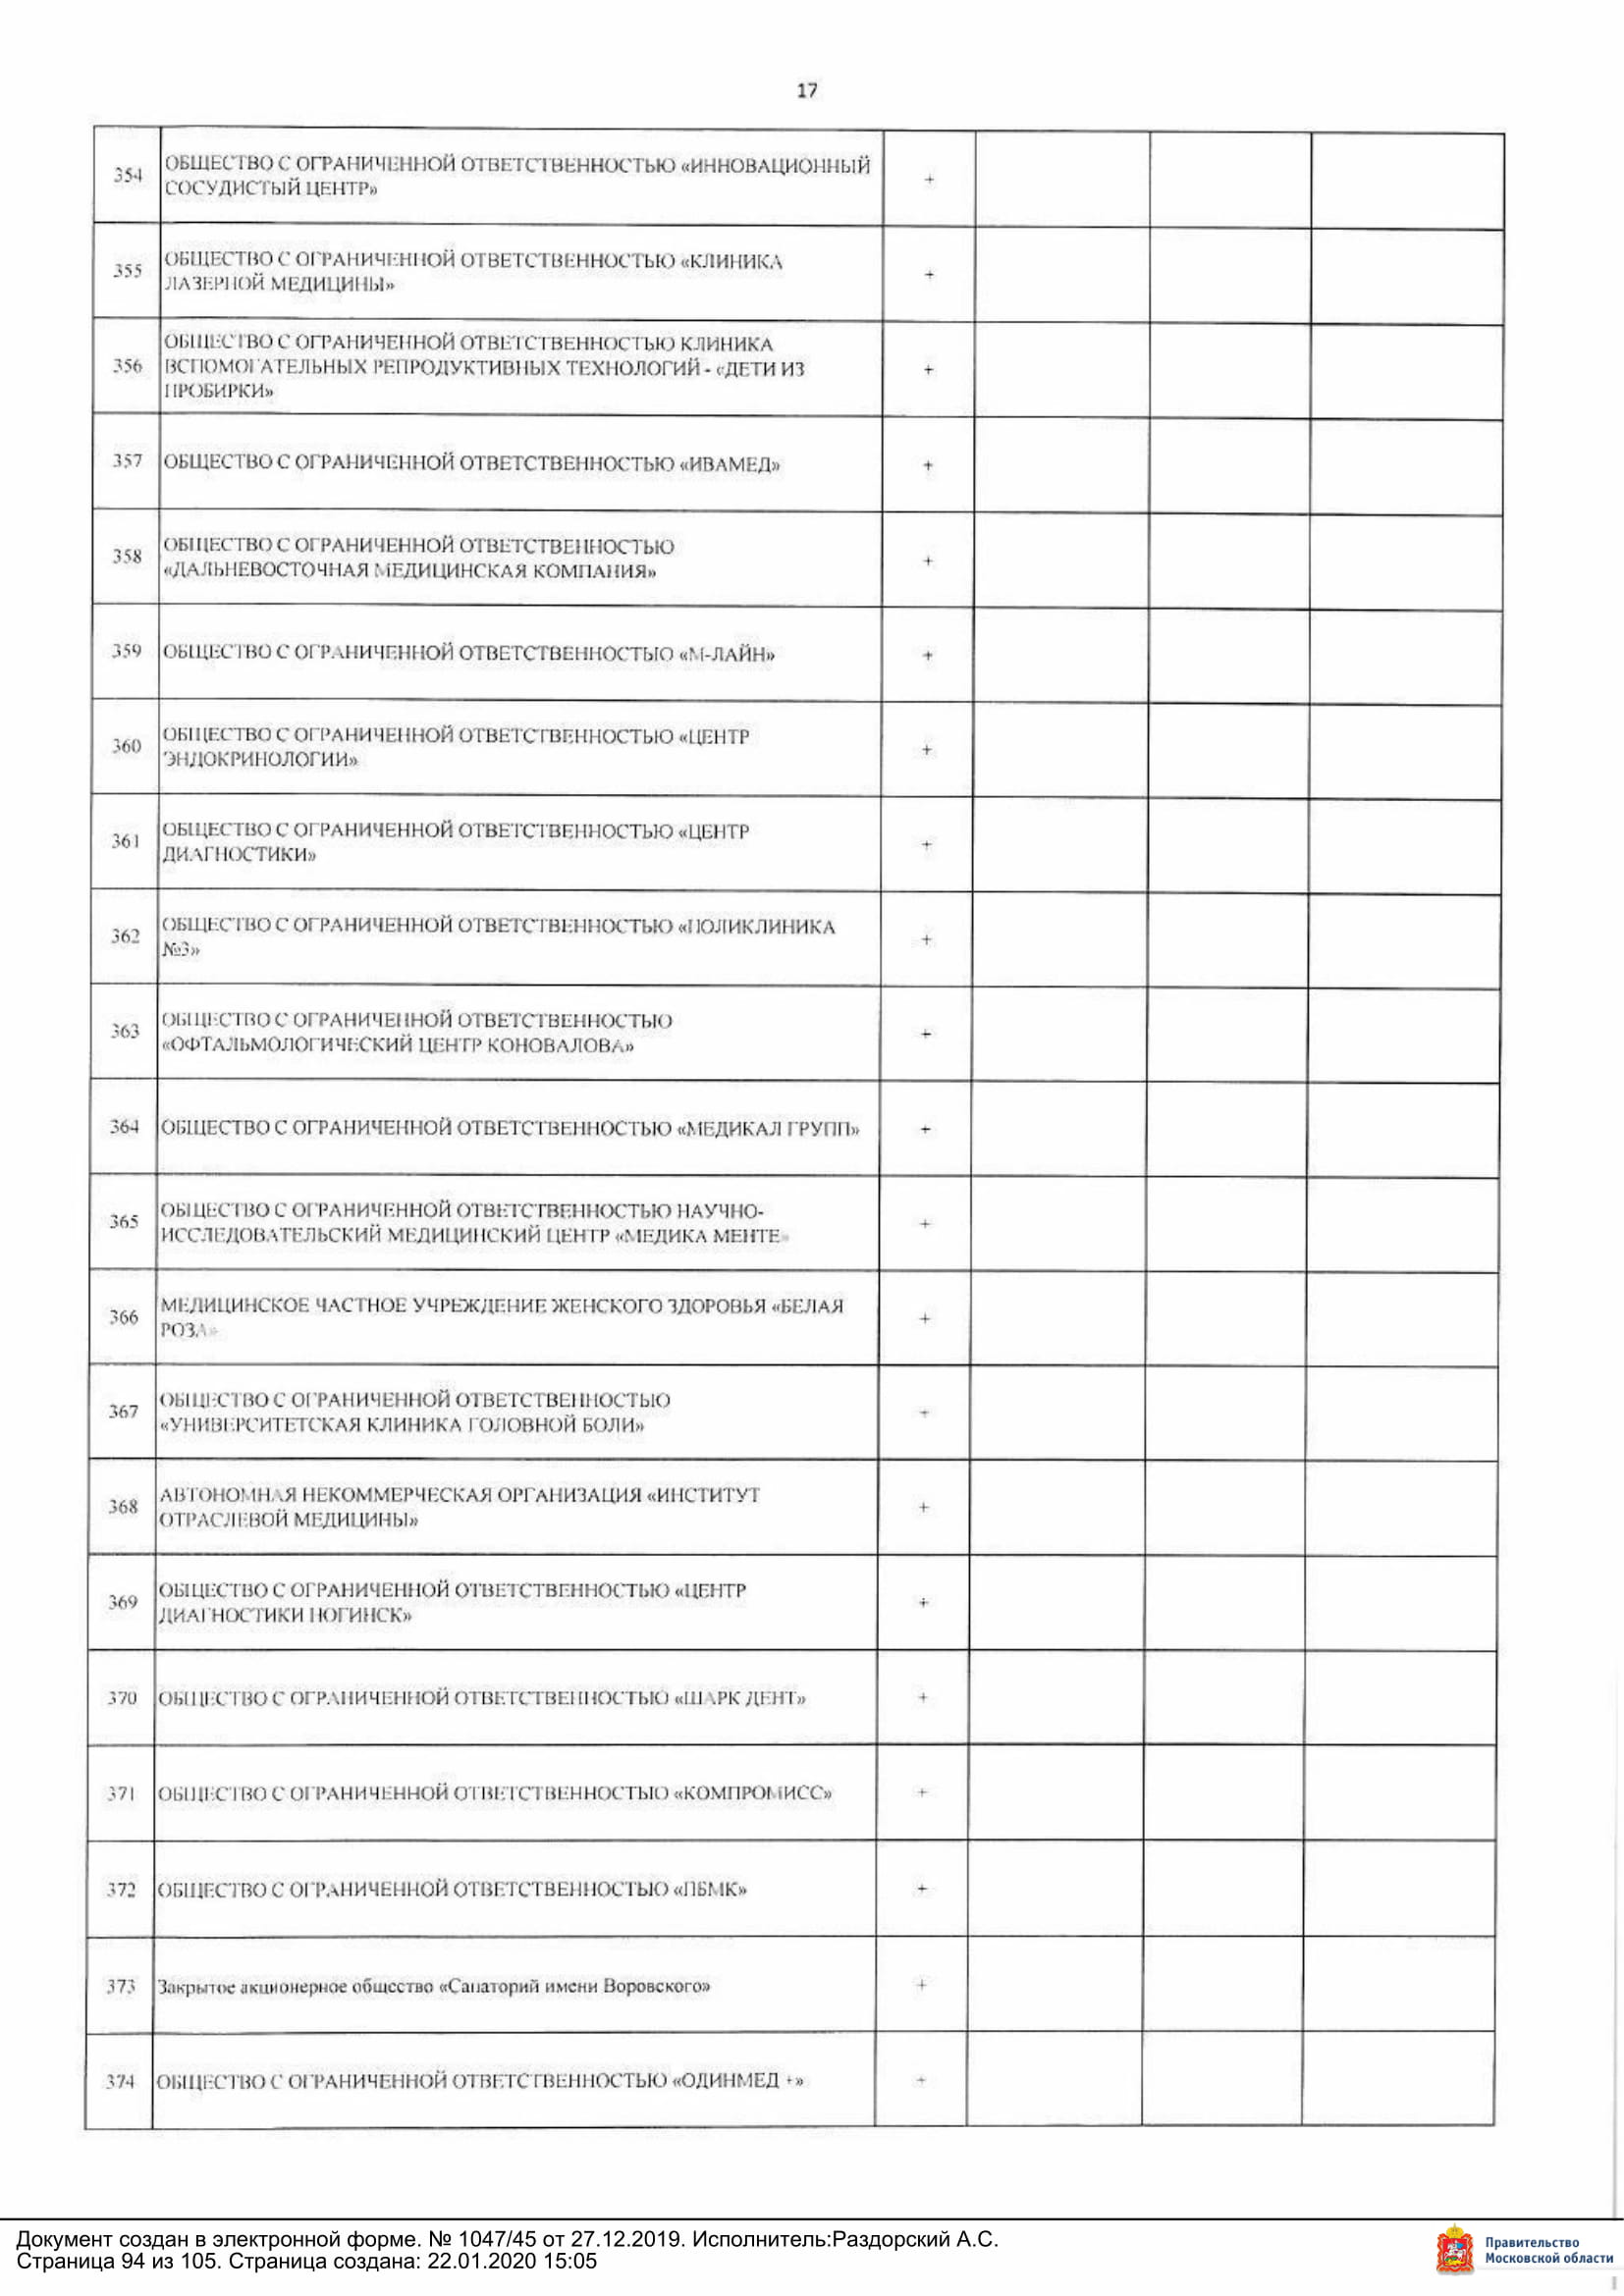 17
354
ОБЩЕСТВО С ОГРАНИЧЕННОЙ ОТВЕТСТВЕННОСТЬЮ «ИННОВАЦИОННЫЙ
СОСУДИСТЫЙ ЦЕНТР»
+
355
ОБЩЕСТВО С ОГРАНИЧЕННОЙ ОТВЕТСТВЕННОСТЬЮ «КЛИНИКА
ЛАЗЕРНОЙ МЕДИЦИНЫ»
+
356
ОБЩЕСТВО С ОГРАНИЧЕННОЙ ОТВЕТСТВЕННОСТЬЮ КЛИНИКА
ВСПОМОГАТЕЛЬНЫХ РЕПРОДУКТИВНЫХ ТЕХНОЛОГИЙ - «ДЕТИ ИЗ
ПРОБИРКИ»
+
357
ОБЩЕСТВО С ОГРАНИЧЕННОЙ ОТВЕТСТВЕННОСТЬЮ «ИВАМЕД»
+
358
ОБЩЕСТВО С ОГРАНИЧЕННОЙ ОТВЕТСТВЕННОСТЬЮ
«ДАЛЬНЕВОСТОЧНАЯ МЕДИЦИНСКАЯ КОМПАНИЯ»
+
359
ОБЩЕСТВО С ОГРАНИЧЕННОЙ ОТВЕТСТВЕННОСТЬЮ «М-ЛАЙН»
+
360
ОБЩЕСТВО С ОГРАНИЧЕННОЙ ОТВЕТСТВЕННОСТЬЮ «ЦЕНТР
ЭНДОКРИНОЛОГИИ»
+
361
ОБЩЕСТВО С ОГРАНИЧЕННОЙ ОТВЕТСТВЕННОСТЬЮ «ЦЕНТР
ДИАГНОСТИКИ»
+
362
ОБЩЕСТВО С ОГРАНИЧЕННОЙ ОТВЕТСТВЕННОСТЬЮ «ПОЛИКЛИНИКА
№3»
+
363
ОБЩЕСТВО С ОГРАНИЧЕННОЙ ОТВЕТСТВЕННОСТЬЮ
«ОФТАЛЬМОЛОГИЧЕСКИЙ ЦЕНТР КОНОВАЛОВА»
+
364
ОБЩЕСТВО С ОГРАНИЧЕННОЙ ОТВЕТСТВЕННОСТЬЮ «МЕДИКАЛ ГРУПП»
+
365
ОБЩЕСТВО С ОГРАНИЧЕННОЙ ОТВЕТСТВЕННОСТЬЮ НАУЧНО-
ИССЛЕДОВАТЕЛЬСКИЙ МЕДИЦИНСКИЙ ЦЕНТР «МЕДИКА МЕНТЕ»
+
366
МЕДИЦИНСКОЕ ЧАСТНОЕ УЧРЕЖДЕНИЕ ЖЕНСКОГО ЗДОРОВЬЯ «БЕЛАЯ
РОЗА»
+
367
ОБЩЕСТВО С ОГРАНИЧЕННОЙ ОТВЕТСТВЕННОСТЬЮ
«УНИВЕРСИТЕТСКАЯ КЛИНИКА ГОЛОВНОЙ БОЛИ»
+
368
АВТОНОМНАЯ НЕКОММЕРЧЕСКАЯ ОРГАНИЗАЦИЯ «ИНСТИТУТ
ОТРАСЛЕВОЙ МЕДИЦИНЫ»
+
369
ОБЩЕСТВО С ОГРАНИЧЕННОЙ ОТВЕТСТВЕННОСТЬЮ «ЦЕНТР
ДИАГНОСТИКИ НОГИНСК»
+
370
ОБЩЕСТВО С ОГРАНИЧЕННОЙ ОТВЕТСТВЕННОСТЬЮ «ШАРК ДЕНТ»
+
371
ОБЩЕСТВО С ОГРАНИЧЕННОЙ ОТВЕТСТВЕННОСТЬЮ «КОМПРОМИСС»
+
372
ОБЩЕСТВО С ОГРАНИЧЕННОЙ ОТВЕТСТВЕННОСТЬЮ «ПБМК»
+
373
Закрытое акционерное общество «Санаторий имени Воровского»
+
374
ОБЩЕСТВО С ОГРАНИЧЕННОЙ ОТВЕТСТВЕННОСТЬЮ «ОДИНМЕД +»
+
Документ создан в электронной форме. № 1047/45 от 27.12.2019. Исполнитель:Раздорский А.С.
Страница 94 из 105. Страница создана: 22.01.2020 15:05
Правительство
Московской области